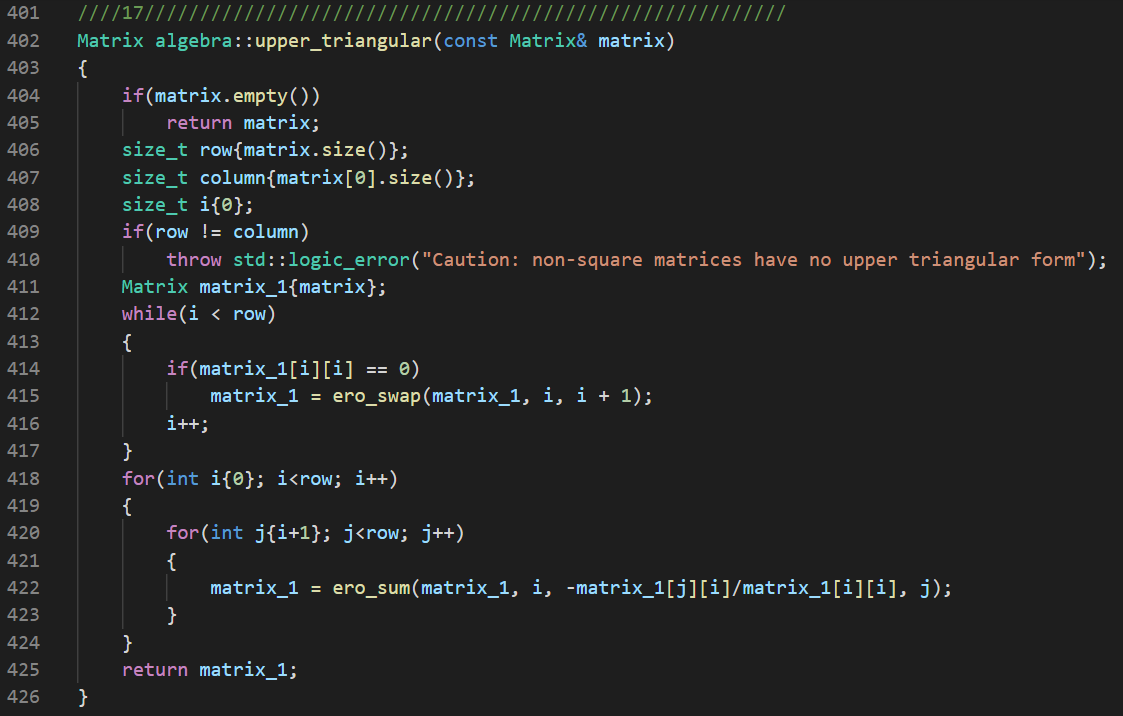 401 ////17//////////////////////////////////////////////////////////
402 Matrix algebra::upper_triangular(const Matrix& matrix)
403 {
404     if(matrix.empty())
405         return matrix;
406     size_t row{matrix.size()};
407     size_t column{matrix[0].size()};
408     size_t i{0};
409     if(row != column)
410         throw std::logic_error("Caution: non-square matrices have no upper triangular form");
411     Matrix matrix_1{matrix};
412     while(i < row)
413     {
414         if(matrix_1[i][i] == 0)
415             matrix_1 = ero_swap(matrix_1, i, i + 1);
416         i++;
417     }
418     for(int i{0}; i<row; i++)
419     {
420         for(int j{i+1}; j<row; j++)
421         {
422             matrix_1 = ero_sum(matrix_1, i, -matrix_1[j][i]/matrix_1[i][i], j);
423         }
424     }
425     return matrix_1;
426 }